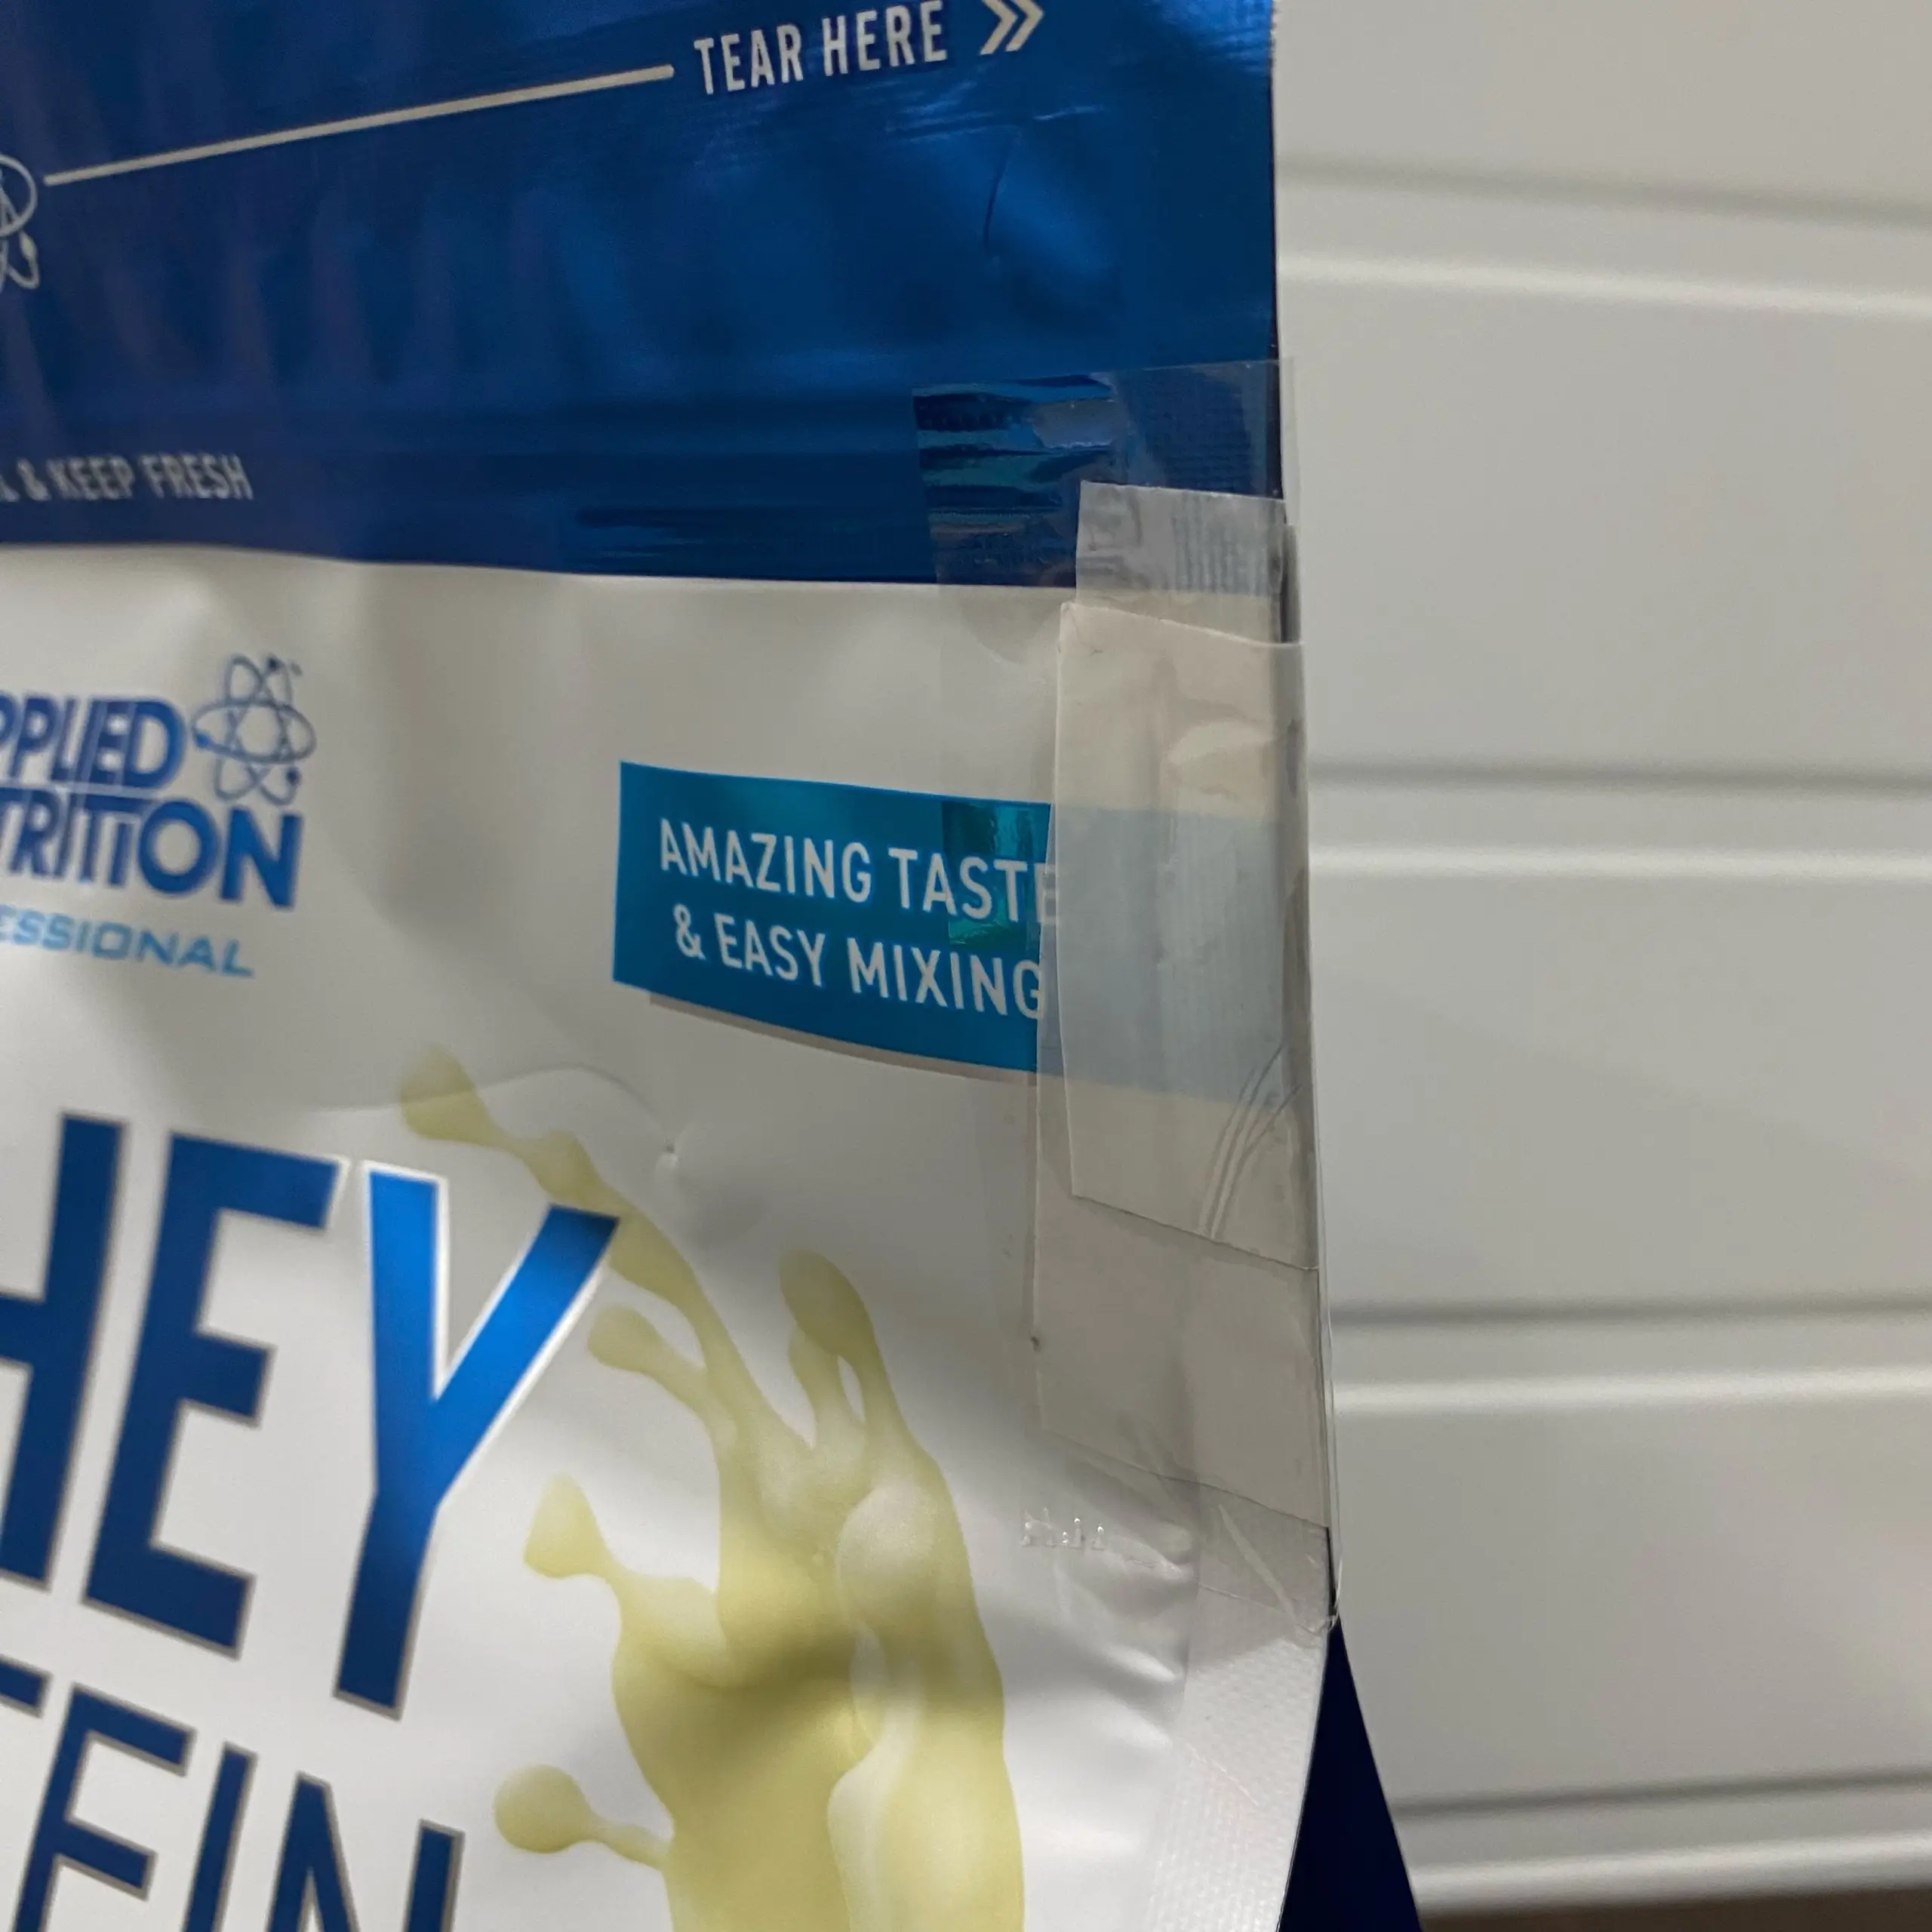 TEAR HERE »
& KEEP FRESH
PPLIED
TRITION
ESSIONAL
AMAZING TASTE
& EASY MIXING
HEY
EIN